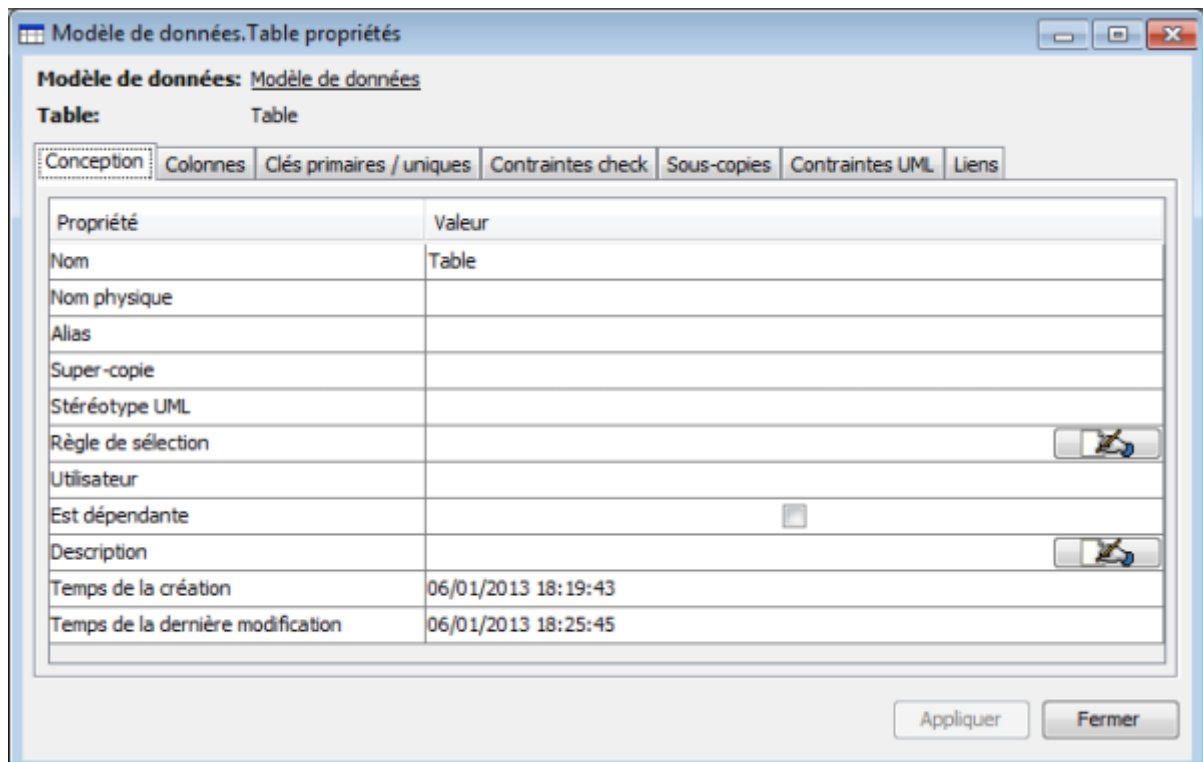 Modèle de données.Table propriétés
Modèle de données: Modèle de données
Table: Table
Conception Colonnes Clés primaires / uniques Contraintes check Sous-copies Contraintes UML Liens
Propriété Valeur
Nom Table
Nom physique
Alias
Super-copie
Stéréotype UML
Règle de sélection
Utilisateur
Est dépendante
Description
Temps de la création 06/01/2013 18:19:43
Temps de la dernière modification 06/01/2013 18:25:45
Appliquer Fermer